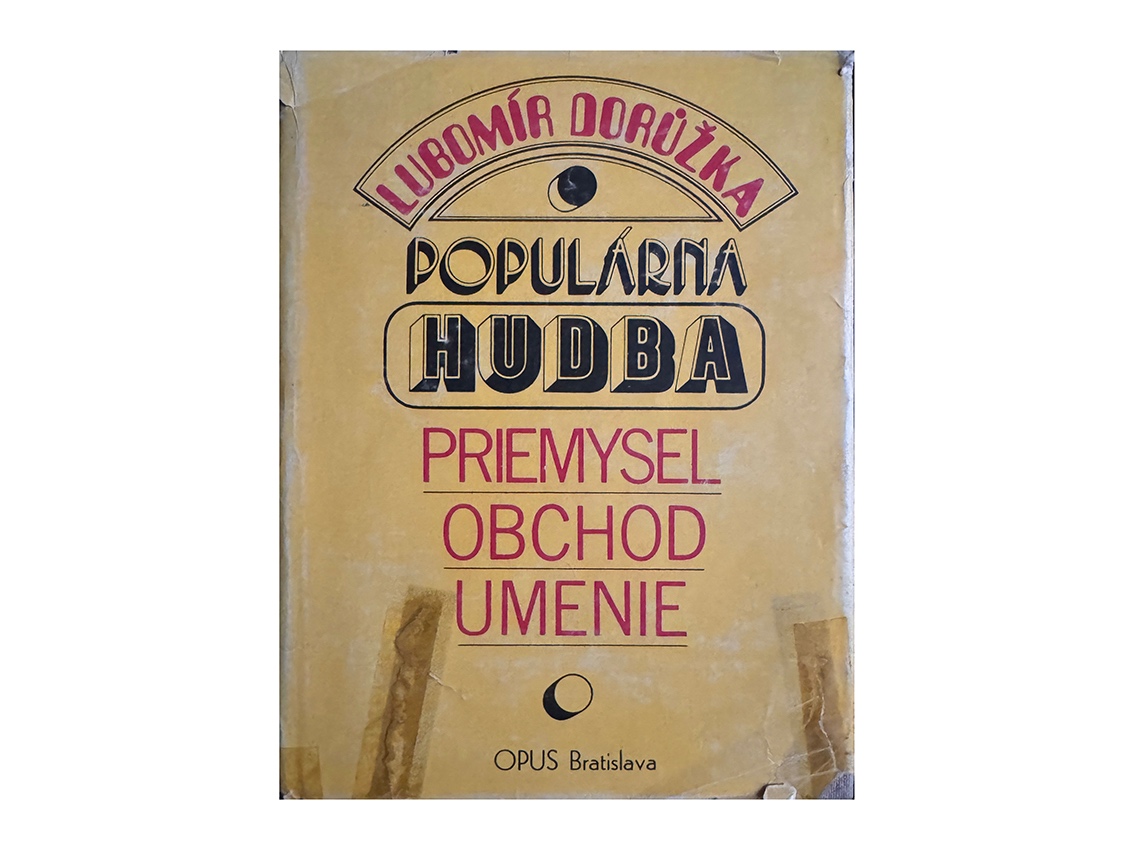 LUBOMÍR DORŮŽKA
POPULÁRNA
HUDBA
PRIEMYSEL
OBCHOD
UMENIE
OPUS Bratislava